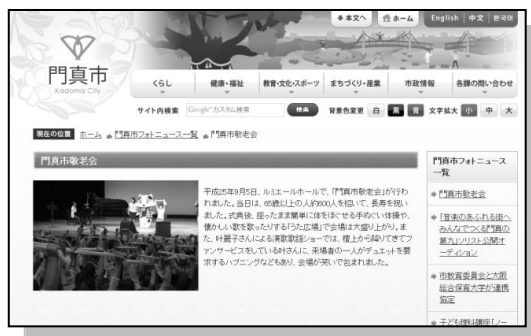 本文へ
ホーム
English
中文
한국어
門真市
Kadoma City
くらし
健康・福祉
教育・文化・スポーツ
まちづくり・産業
市政情報
各課の問い合わせ
サイト内検索
Google™カスタム検索
検索
背景色変更 白 黒 青
文字拡大 小 中 大
現在の位置 ホーム 門真市フォトニュース一覧 門真市敬老会
門真市敬老会
平成25年9月5日、ルミエールホールで、「門真市敬老会」が行わ
れました。当日は、65歳以上の人約600人を招いて、長寿を祝い
ました。式典後、座ったまま簡単に体をほぐせる手ぬぐい体操や、
懐かしい歌を歌ったりする「うた広場」で会場は大盛り上がり。ま
た、叶麗子さんによる演歌歌謡ショーでは、檀上から降りてきてフ
ァンサービスをしている叶さんに、来場者の一人がデュエットを要
求するハプニングなどもあり、会場が笑いで包まれました。
門真市フォトニュース
一覧
門真市敬老会
「音楽のあふれる街へ
みんなでつくる門真の
第九」ソリスト公開オ
ーディション
市教育委員会と大阪
総合保育大学が連携
協定
子ども理科講座「ノー